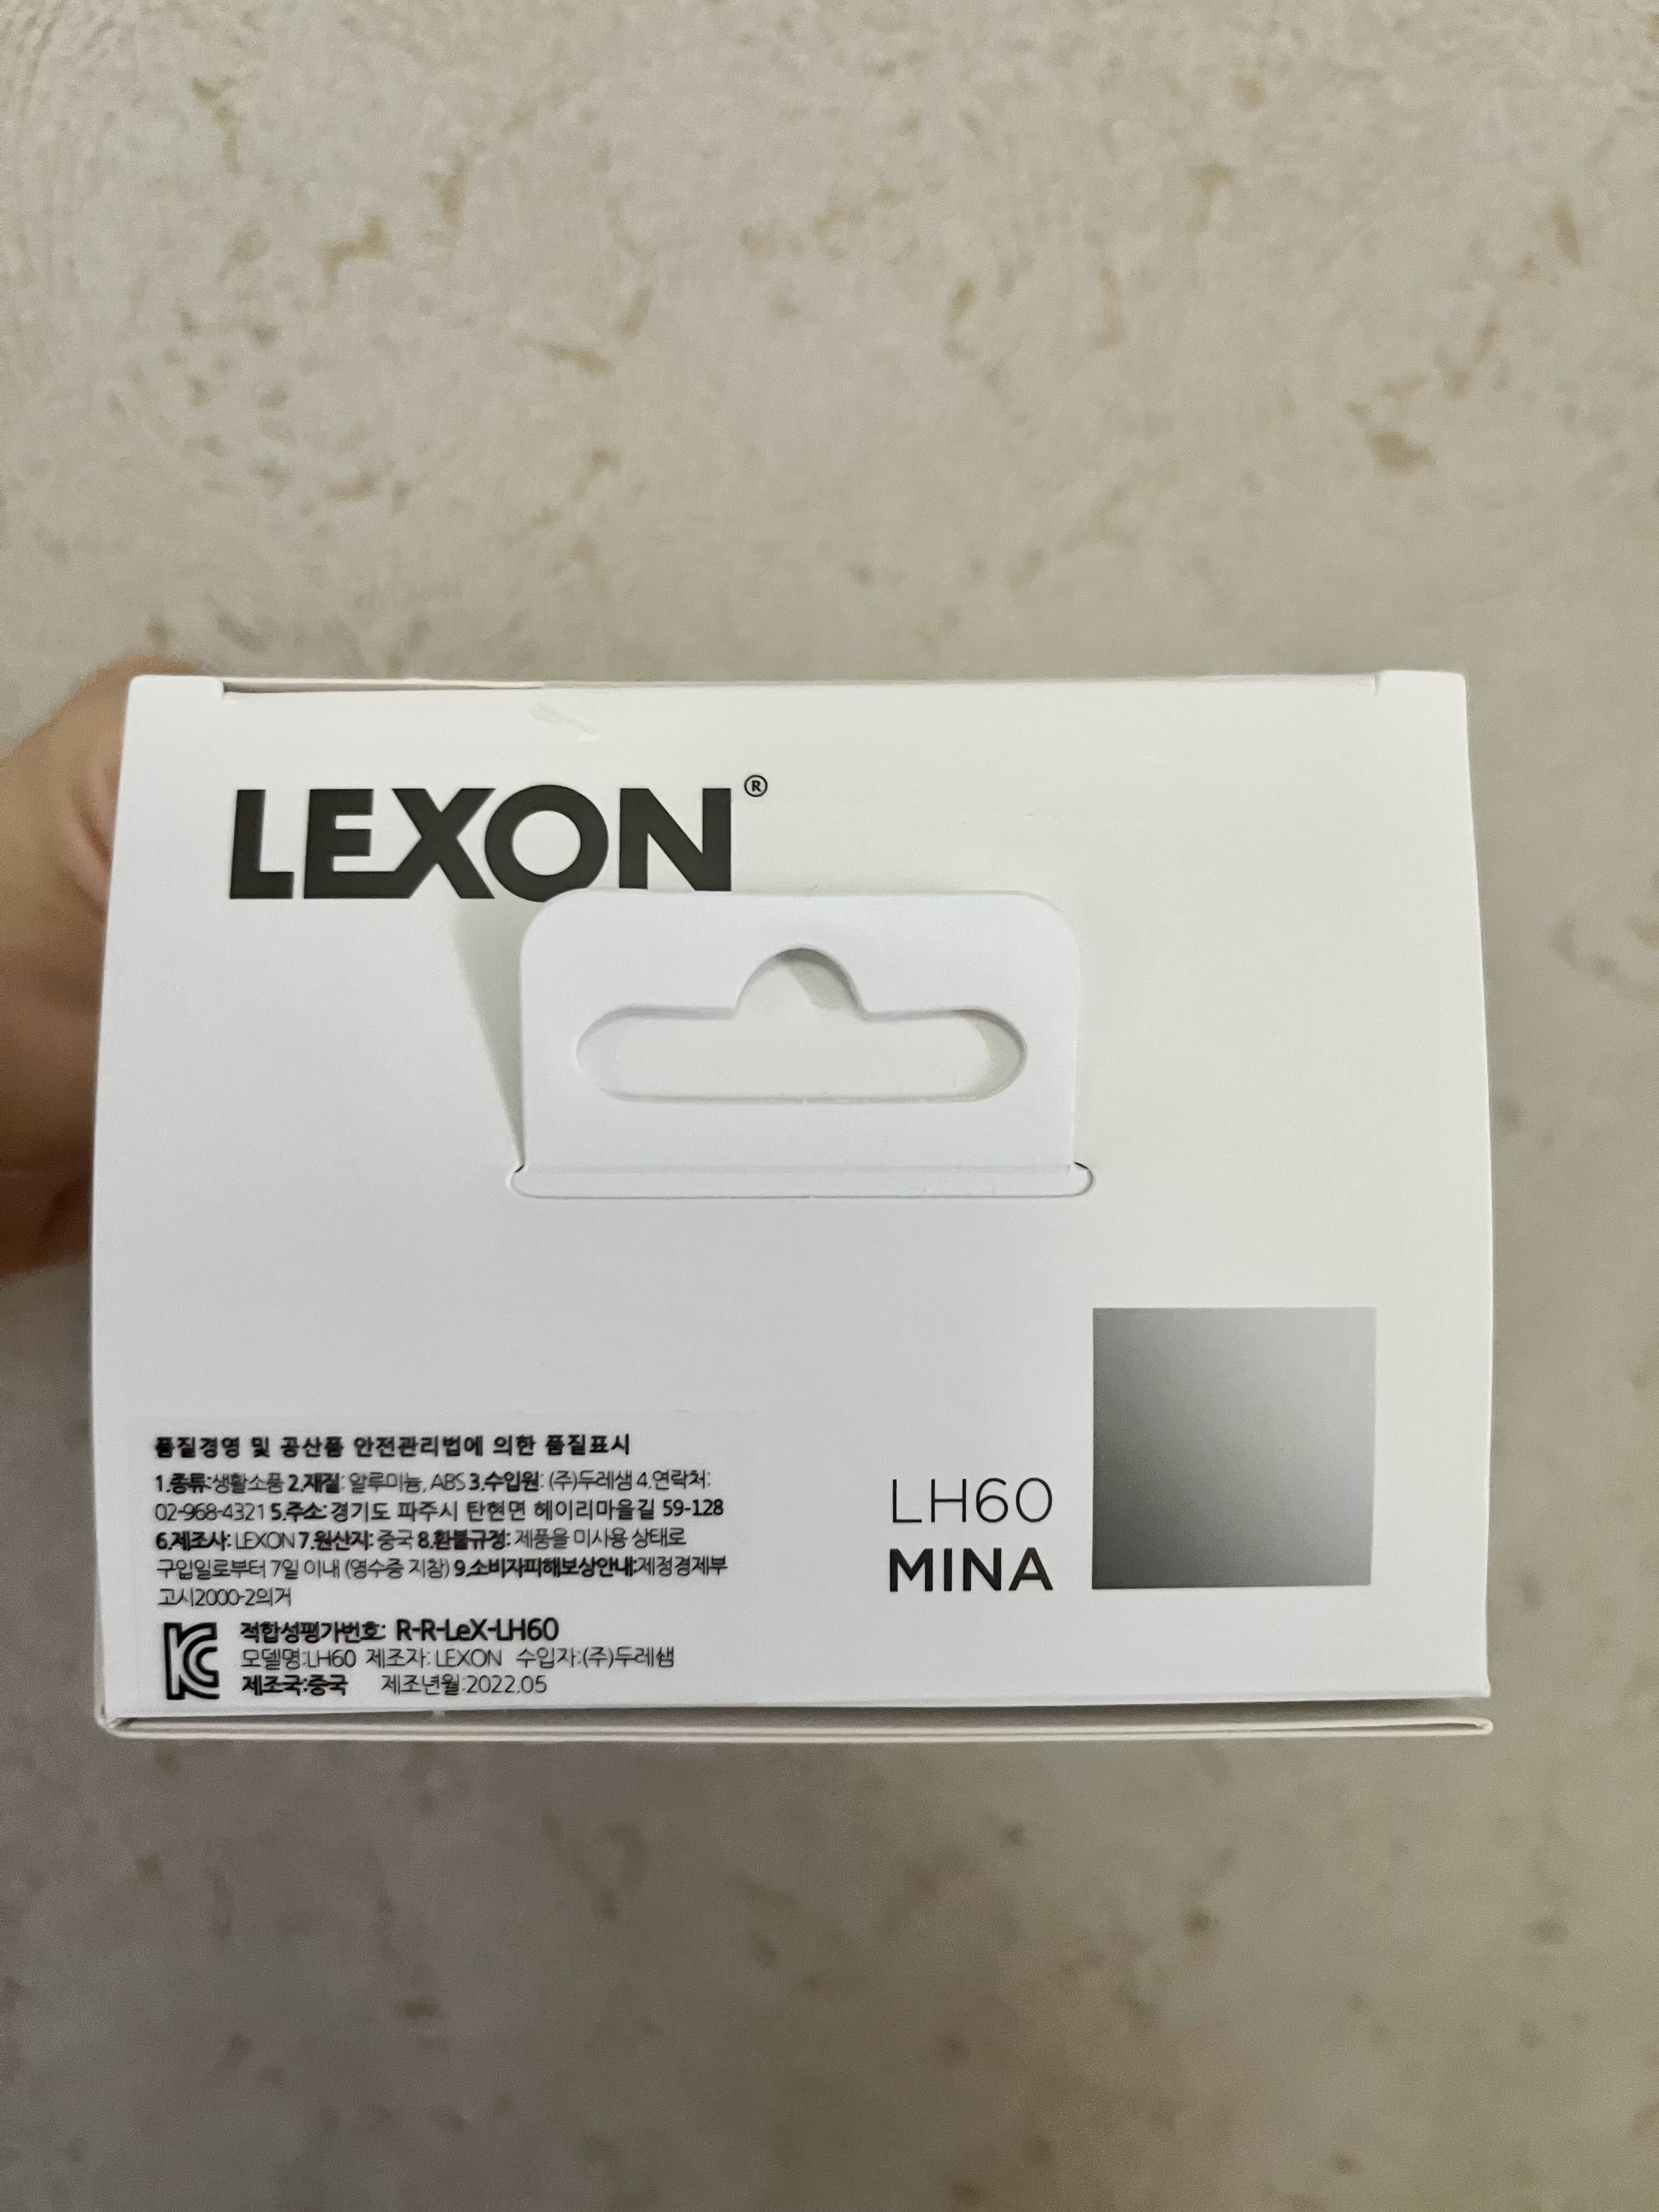 LEXON®
품질경영 및 공산품 안전관리법에 의한 품질표시
1.종류:생활소품 2.재질: 알루미늄, ABS 3.수입원: (주)두레샘 4.연락처:
02-968-4321 5.주소: 경기도 파주시 탄현면 헤이리마을길 59-128
6.제조사: LEXON 7.원산지: 중국 8.환불규정: 제품을 미사용 상태로
구입일로부터 7일 이내 (영수증 지참) 9.소비자피해보상안내:제정경제부
고시2000-2의거
적합성평가번호: R-R-LeX-LH60
모델명:LH60 제조자: LEXON 수입자:(주)두레쌤
제조국:중국 제조년월:2022.05
LH60
MINA